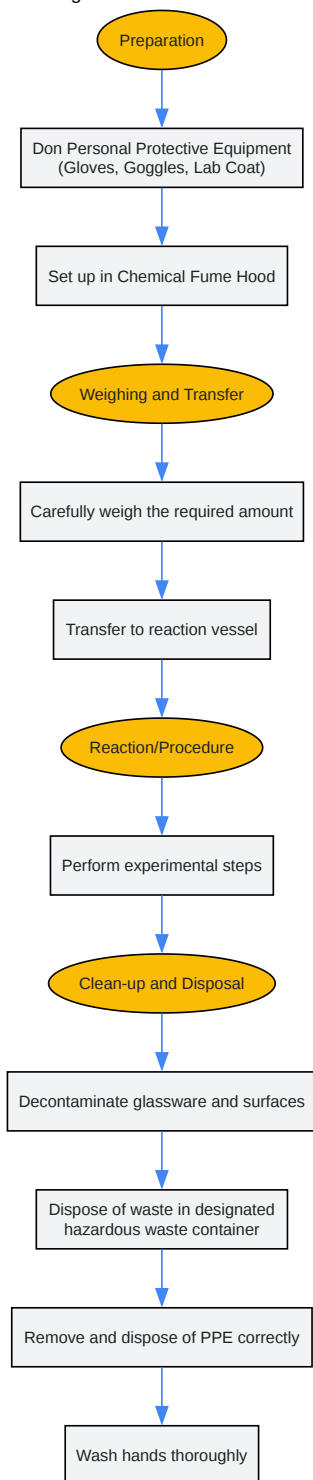 Preparation
Don Personal Protective Equipment
(Gloves, Goggles, Lab Coat)
Set up in Chemical Fume Hood
Weighing and Transfer
Carefully weigh the required amount
Transfer to reaction vessel
Reaction/Procedure
Perform experimental steps
Clean-up and Disposal
Decontaminate glassware and surfaces
Dispose of waste in designated
hazardous waste container
Remove and dispose of PPE correctly
Wash hands thoroughly